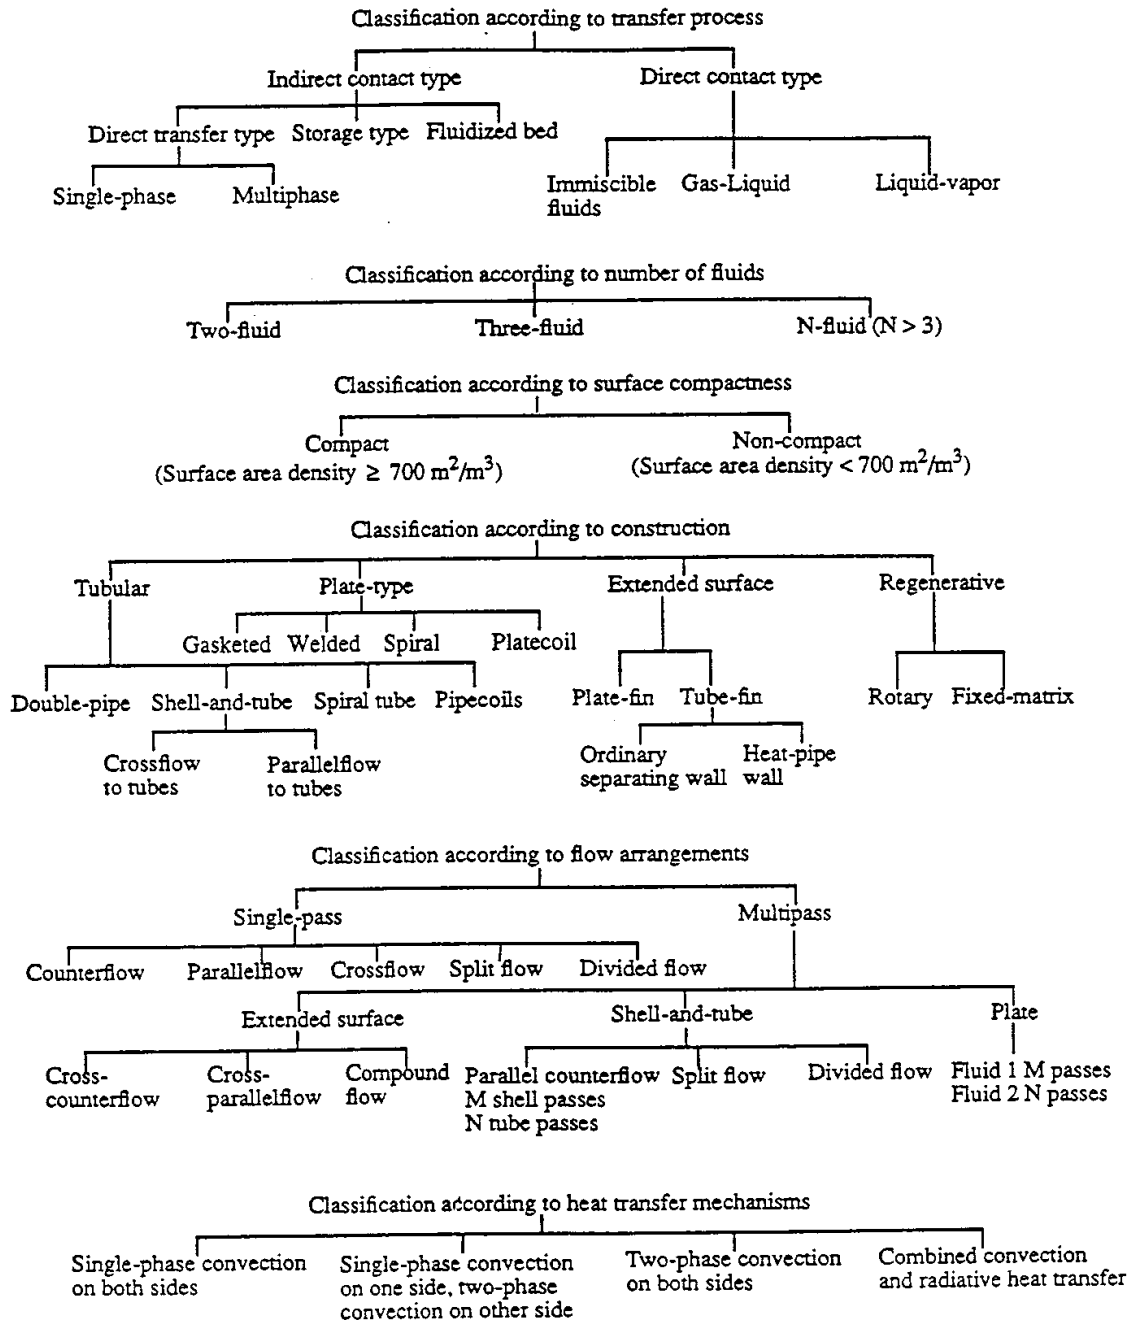 Classification according to transfer process
Indirect contact type
Direct contact type
Direct transfer type
Storage type
Fluidized bed
Single-phase
Multiphase
Immiscible
fluids
Gas-Liquid
Liquid-vapor
Classification according to number of fluids
Two-fluid
Three-fluid
N-fluid (N > 3)
Classification according to surface compactness
Compact
(Surface area density ≥ 700 m²/m³)
Non-compact
(Surface area density < 700 m²/m³)
Classification according to construction
Tubular
Plate-type
Extended surface
Regenerative
Gasketed
Welded
Spiral
Platecoil
Double-pipe
Shell-and-tube
Spiral tube
Pipecoils
Plate-fin
Tube-fin
Rotary
Fixed-matrix
Crossflow
to tubes
Parallelflow
to tubes
Ordinary
separating wall
Heat-pipe
wall
Classification according to flow arrangements
Single-pass
Multipass
Counterflow
Parallelflow
Crossflow
Split flow
Divided flow
Extended surface
Shell-and-tube
Plate
Cross-
counterflow
Cross-
parallelflow
Compound
flow
Parallel counterflow
M shell passes
N tube passes
Split flow
Divided flow
Fluid 1 M passes
Fluid 2 N passes
Classification according to heat transfer mechanisms
Single-phase convection
on both sides
Single-phase convection
on one side, two-phase
convection on other side
Two-phase convection
on both sides
Combined convection
and radiative heat transfer